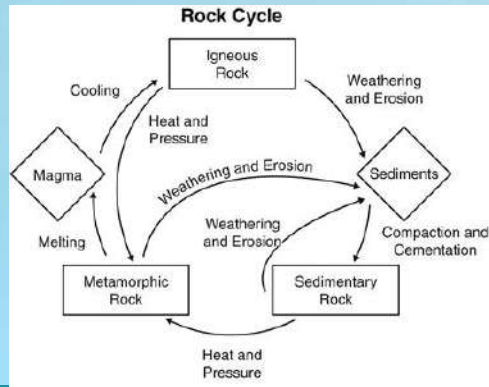 Rock Cycle
Igneous
Rock
Cooling
Weathering
and Erosion
Heat and
Pressure
Magma
Weathering and Erosion
Sediments
Weathering
and Erosion
Melting
Compaction and
Cementation
Metamorphic
Rock
Sedimentary
Rock
Heat and
Pressure